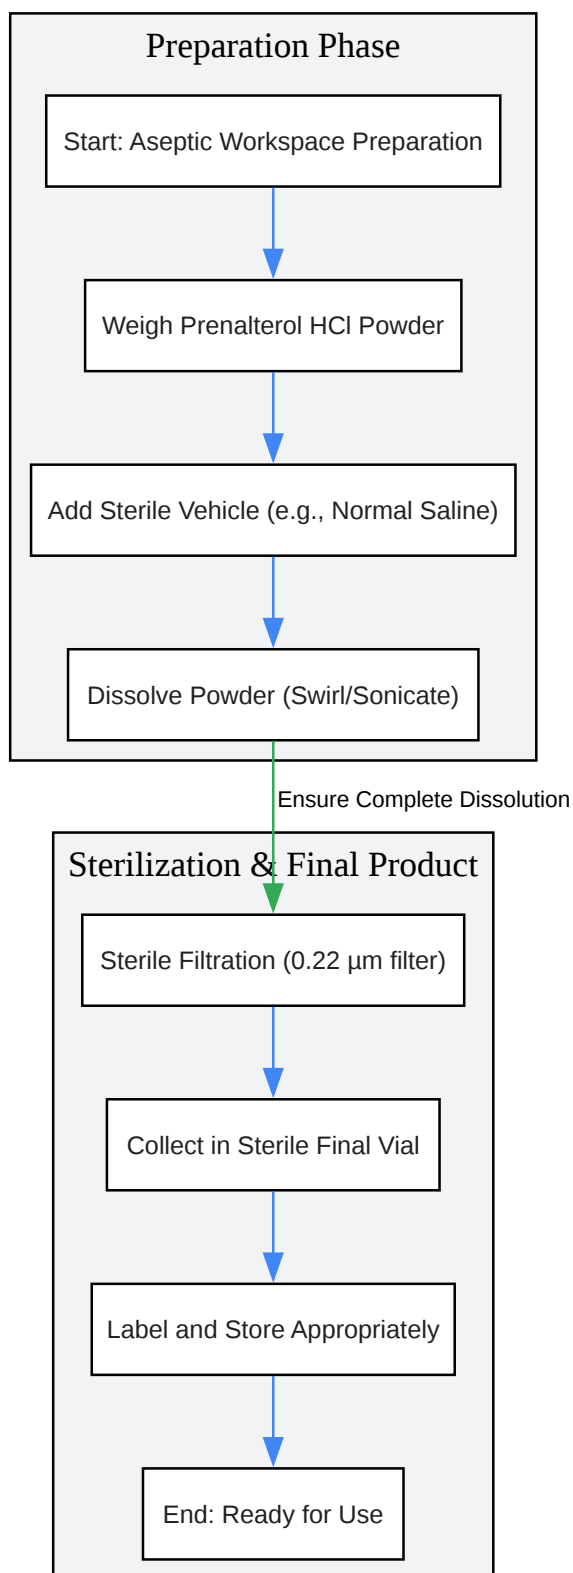 Preparation Phase
Start: Aseptic Workspace Preparation
Weigh Prenalterol HCl Powder
Add Sterile Vehicle (e.g., Normal Saline)
Dissolve Powder (Swirl/Sonicate)
Ensure Complete Dissolution
Sterilization & Final Product
Sterile Filtration (0.22 µm filter)
Collect in Sterile Final Vial
Label and Store Appropriately
End: Ready for Use